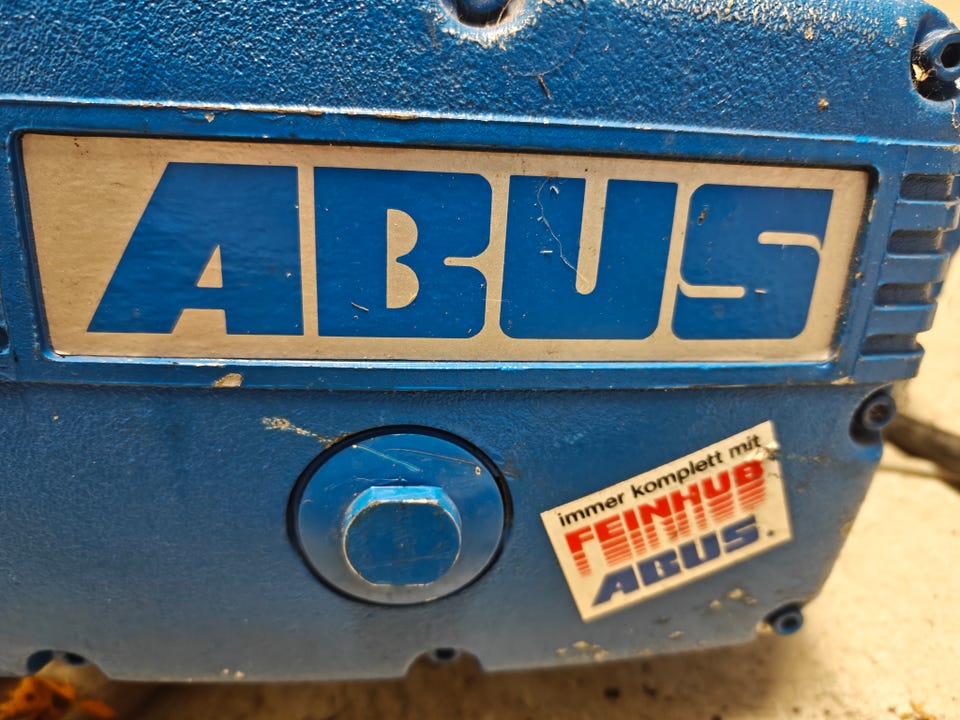 ABUS
immer komplett mit
FEINHUB
ABUS.